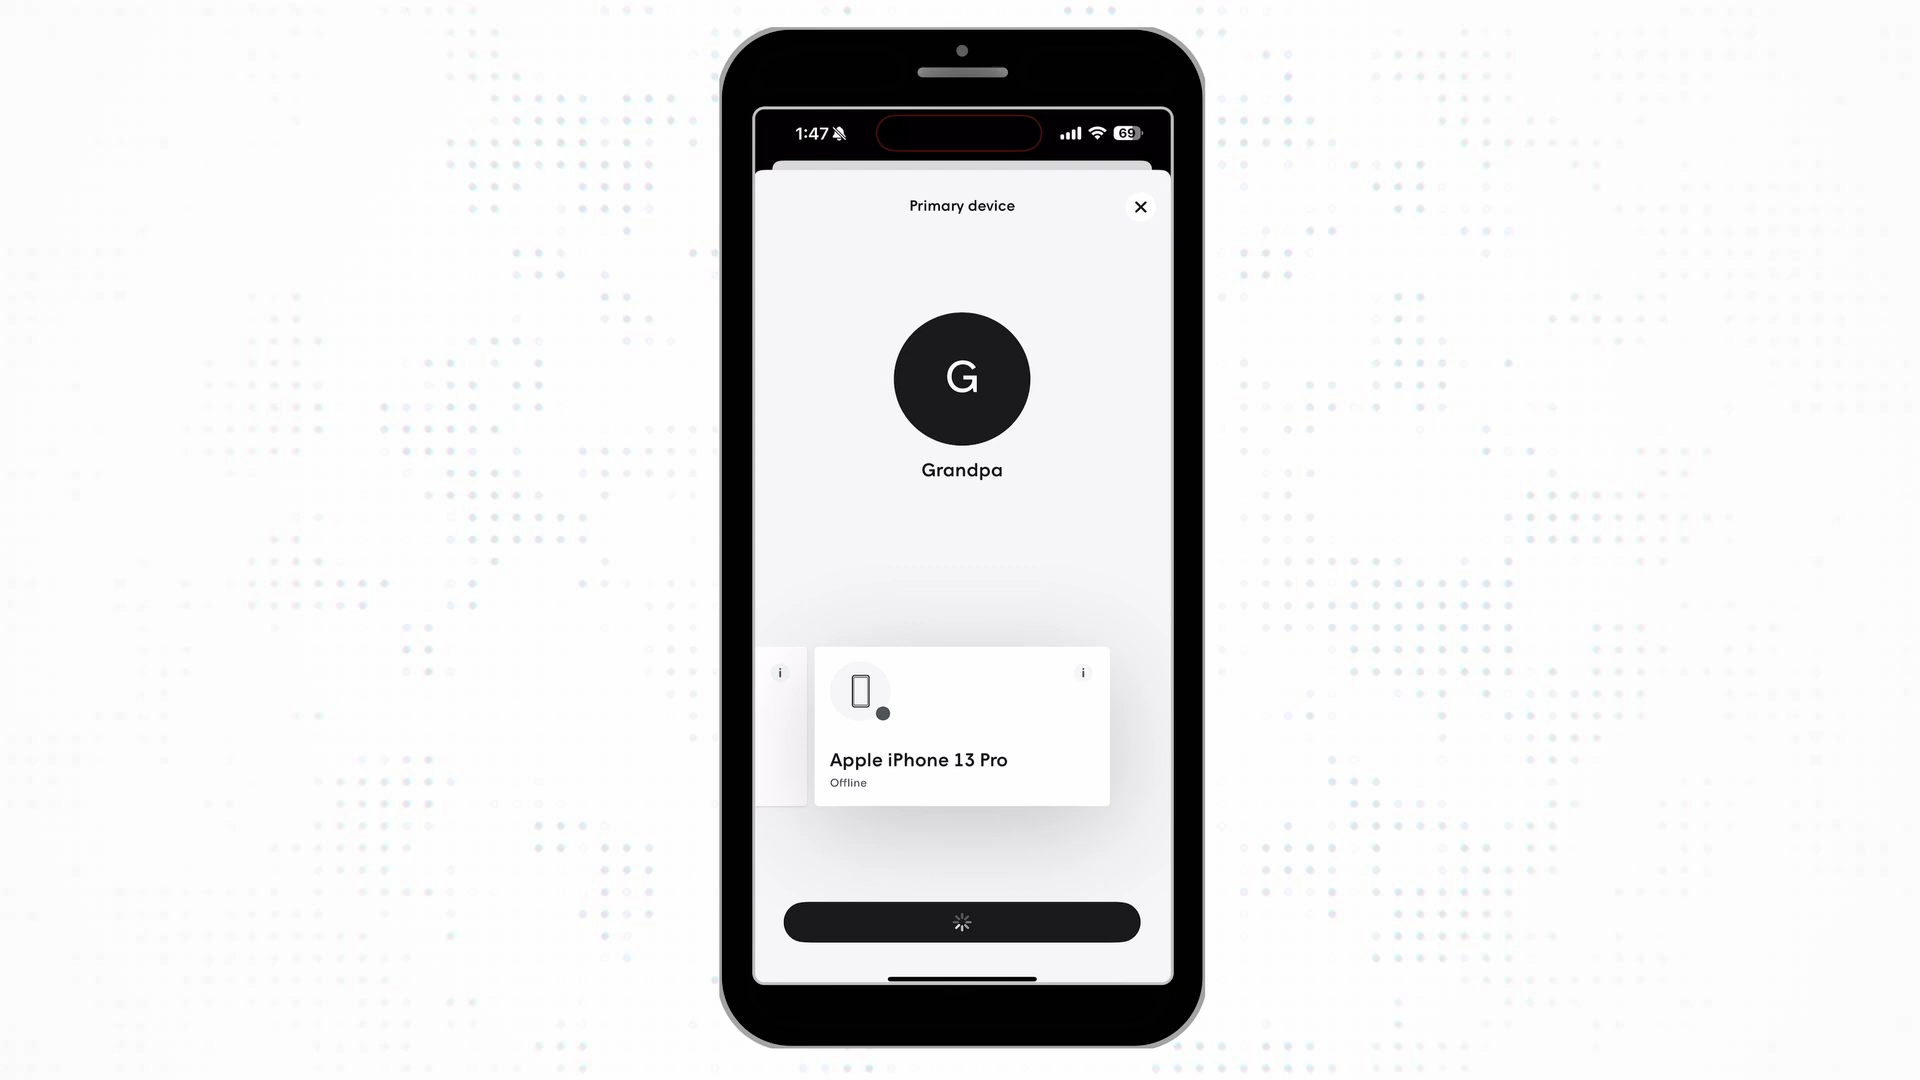 1:47
69
Primary device
G
Grandpa
i
i
Apple iPhone 13 Pro
Offline